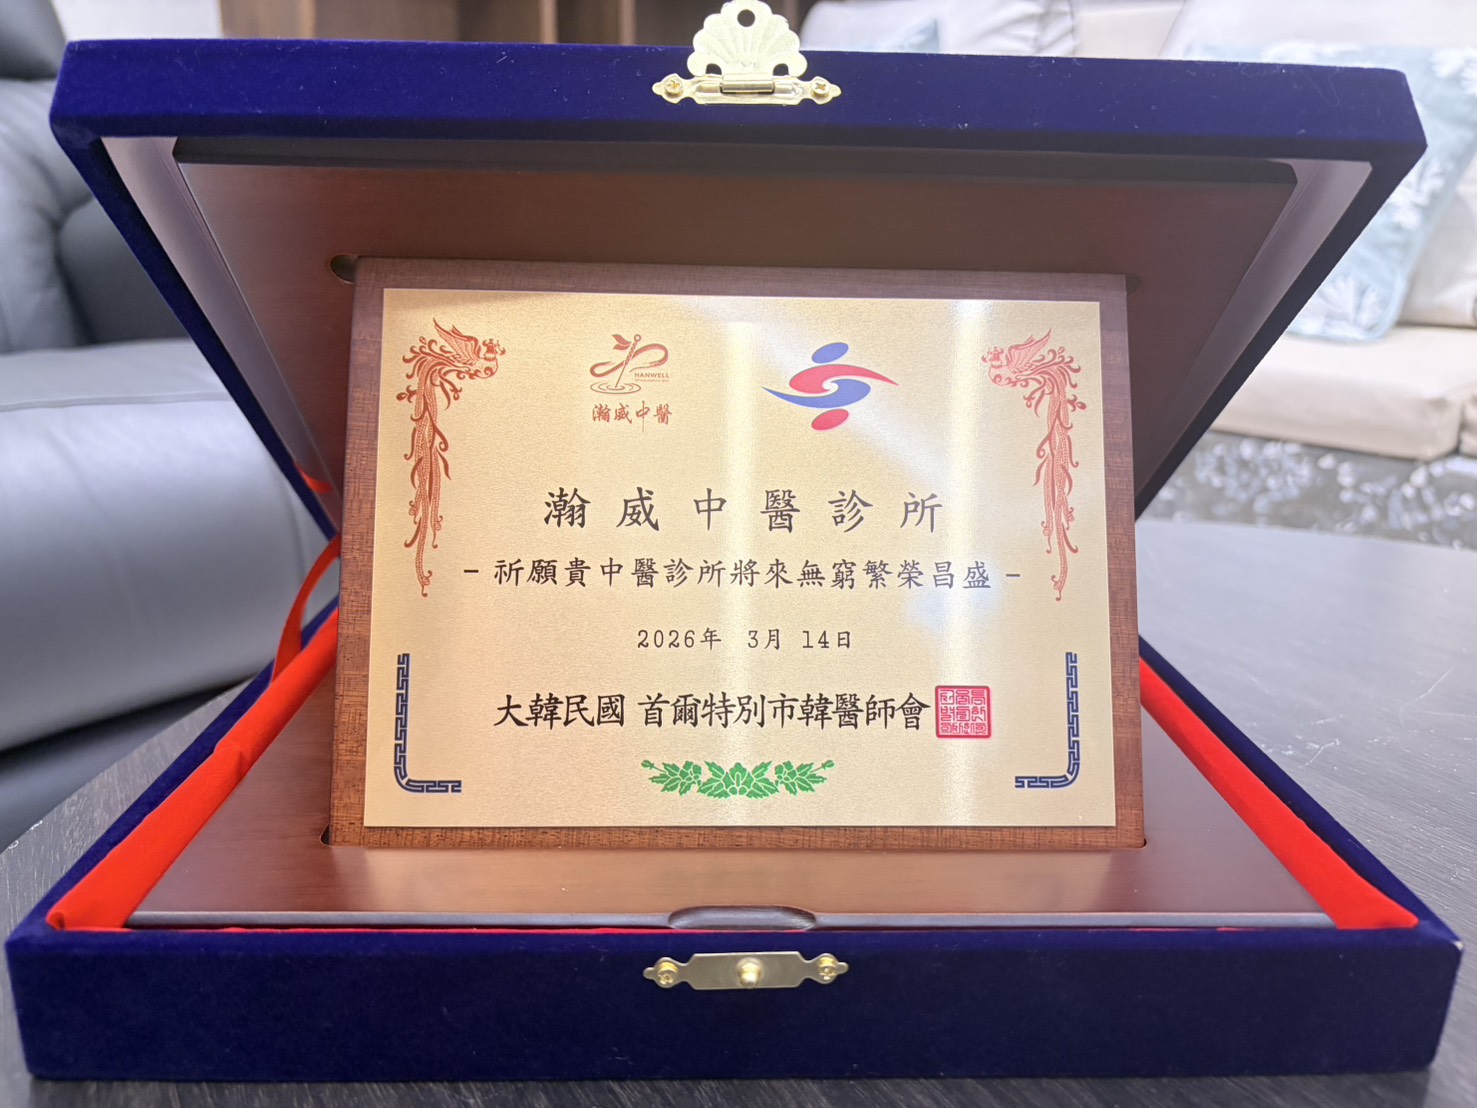 HANWELL
瀚威中醫
瀚威中醫診所
- 祈願貴中醫診所將來無窮繁榮昌盛 -
2026年 3月 14日
大韓民國 首爾特別市韓醫師會